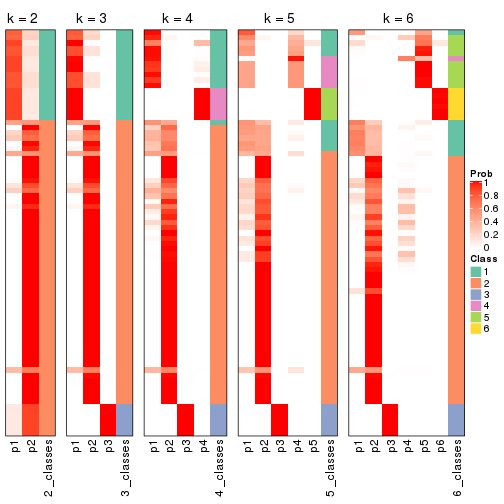 k = 2
k = 3
k = 4
k = 5
k = 6
Prob
1
0.8
0.6
0.4
0.2
0
Class
1
2
3
4
5
6
p1
p2
2_classes
p1
p2
p3
3_classes
p1
p2
p3
p4
4_classes
p1
p2
p3
p4
p5
5_classes
p1
p2
p3
p4
p5
p6
6_classes